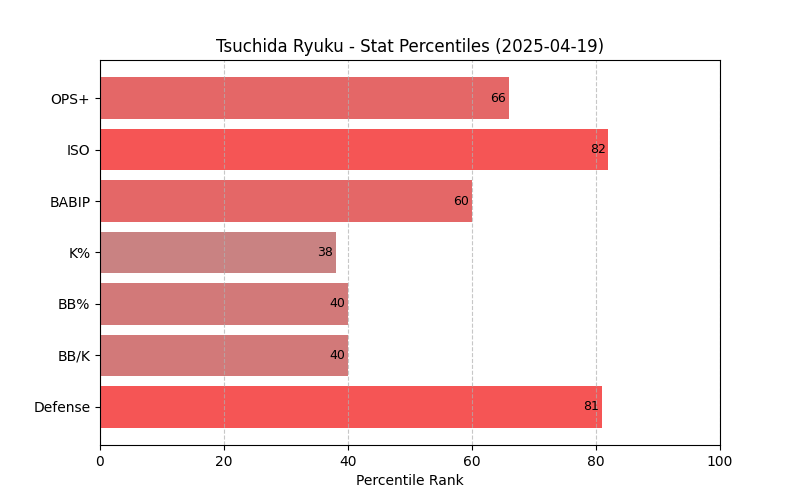 Tsuchida Ryuku - Stat Percentiles (2025-04-19)
OPS+ 66
ISO 82
BABIP 60
K% 38
BB% 40
BB/K 40
Defense 81
0 20 40 60 80 100
Percentile Rank